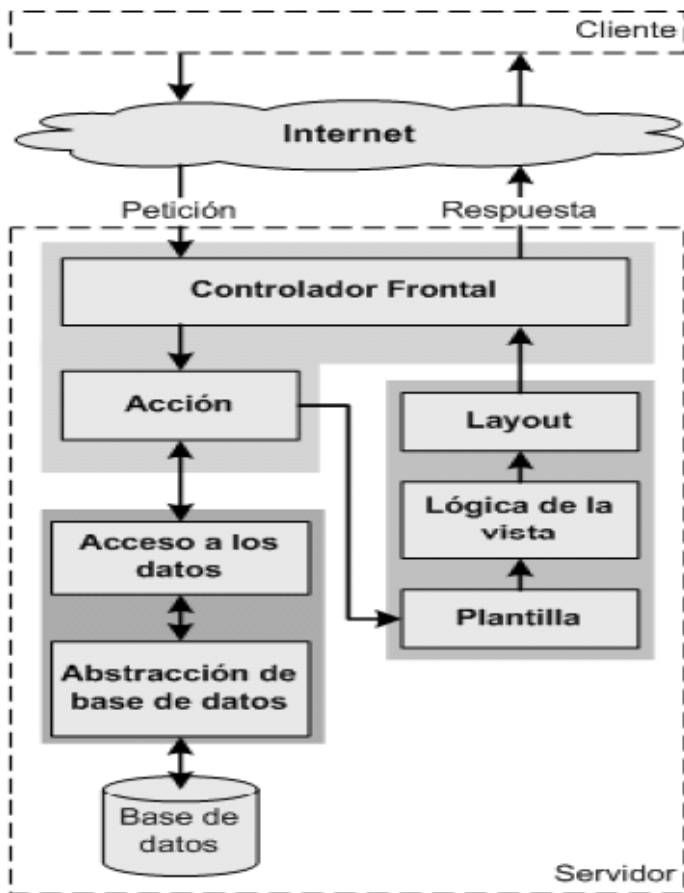 Cliente
Internet
Petición
Respuesta
Controlador Frontal
Acción
Layout
Lógica de la
vista
Plantilla
Acceso a los
datos
Abstracción de
base de datos
Base de
datos
Servidor